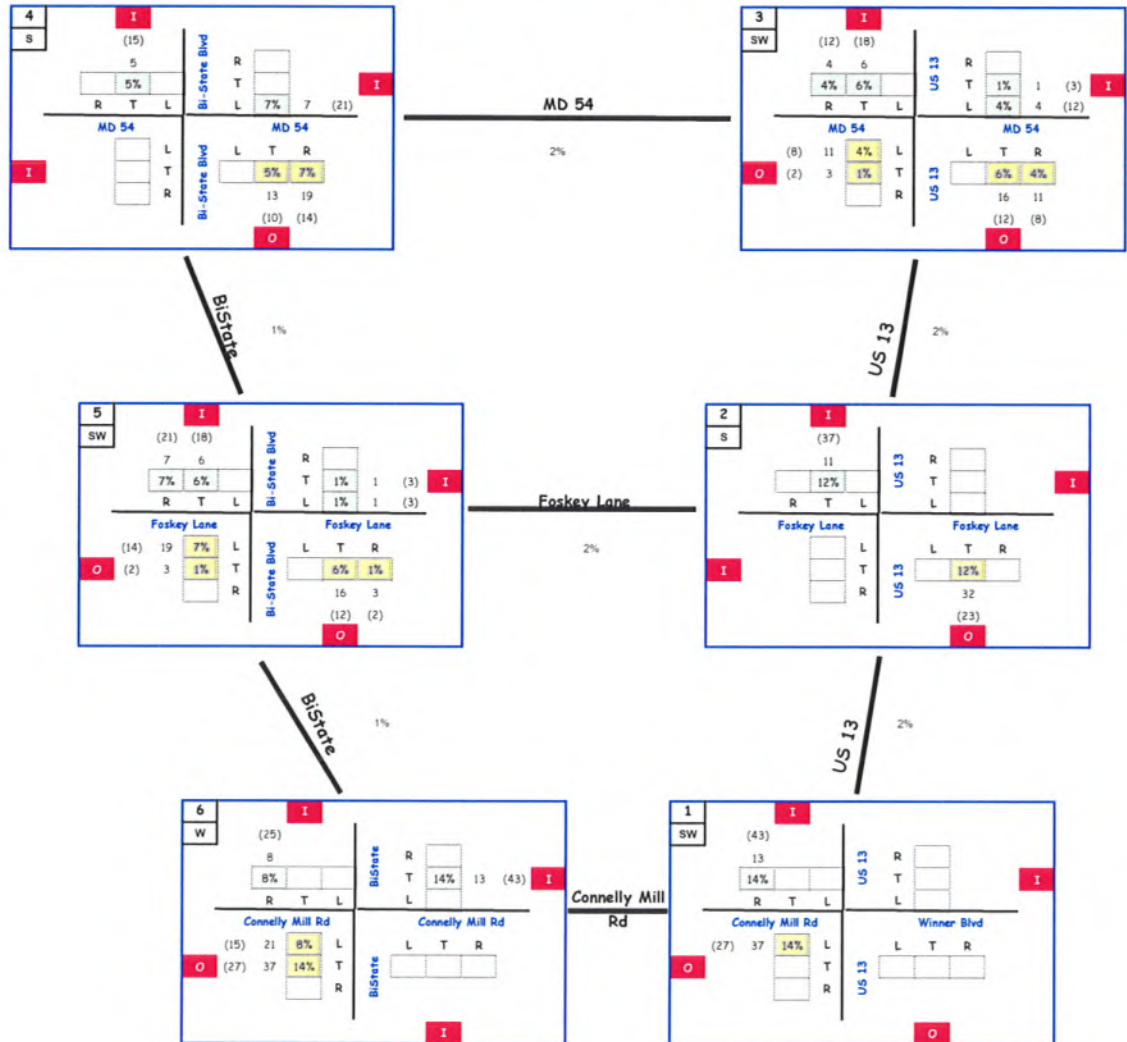 4
S
I
(15)
5
5%
R T L
Bi-State Blvd
R
T
L 7% 7 (21)
I
MD 54
MD 54
I
L
T
R
Bi-State Blvd
L T R
5% 7%
13 19
(10) (14)
O
MD 54
2%
3
SW
I
(12) (18)
4 6
4% 6%
R T L
US 13
R
T 1% 1 (3)
L 4% 4 (12)
I
MD 54
MD 54
(8) 11 4% L
O (2) 3 1% T
R
US 13
L T R
6% 4%
16 11
(12) (8)
O
BiState
1%
US 13
2%
5
SW
I
(21) (18)
7 6
7% 6%
R T L
Bi-State Blvd
R
T 1% 1 (3)
L 1% 1 (3)
I
Foskey Lane
Foskey Lane
(14) 19 7% L
O (2) 3 1% T
R
Bi-State Blvd
L T R
6% 1%
16 3
(12) (2)
O
Foskey Lane
2%
2
S
I
(37)
11
12%
R T L
US 13
R
T
L
I
Foskey Lane
Foskey Lane
I
L
T
R
US 13
L T R
12%
32
(23)
O
BiState
1%
US 13
2%
6
W
I
(25)
8
8%
R T L
BiState
R
T 14% 13 (43)
L
I
Connelly Mill Rd
Connelly Mill Rd
(15) 21 8% L
O (27) 37 14% T
R
BiState
L T R
I
Connelly Mill
Rd
1
SW
I
(43)
13
14%
R T L
US 13
R
T
L
I
Connelly Mill Rd
Winner Blvd
(27) 37 14% L
O
T
R
US 13
L T R
O